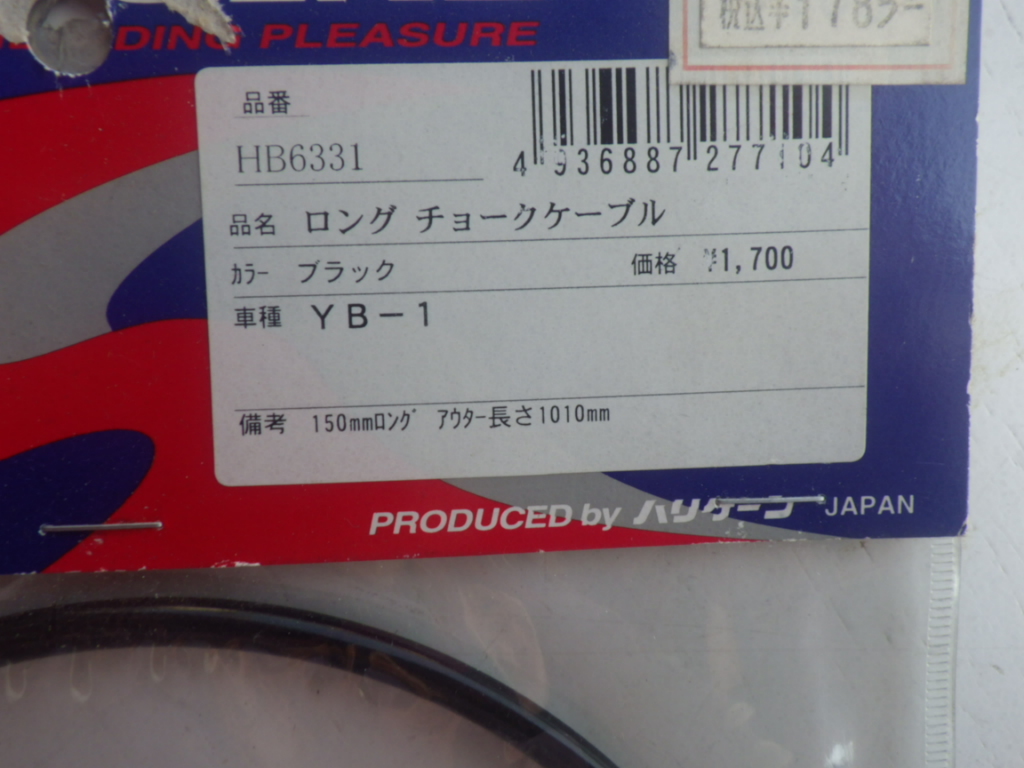 DING PLEASURE
税込¥1785-
品番
HB6331
4 936887 277104
品名 ロング チョークケーブル
カラー ブラック 価格 ¥1,700
車種 YB-1
備考 150mmロング アウター長さ1010mm
PRODUCED by ハリケーン JAPAN